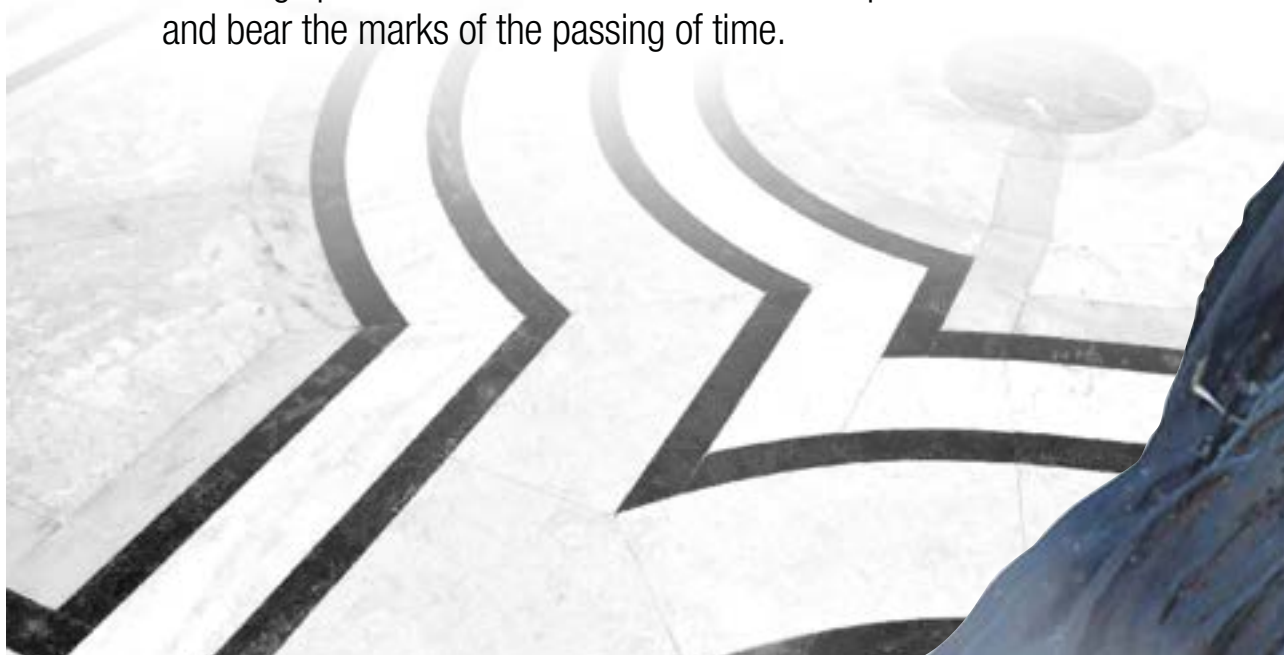 and bear the marks of the passing of time.